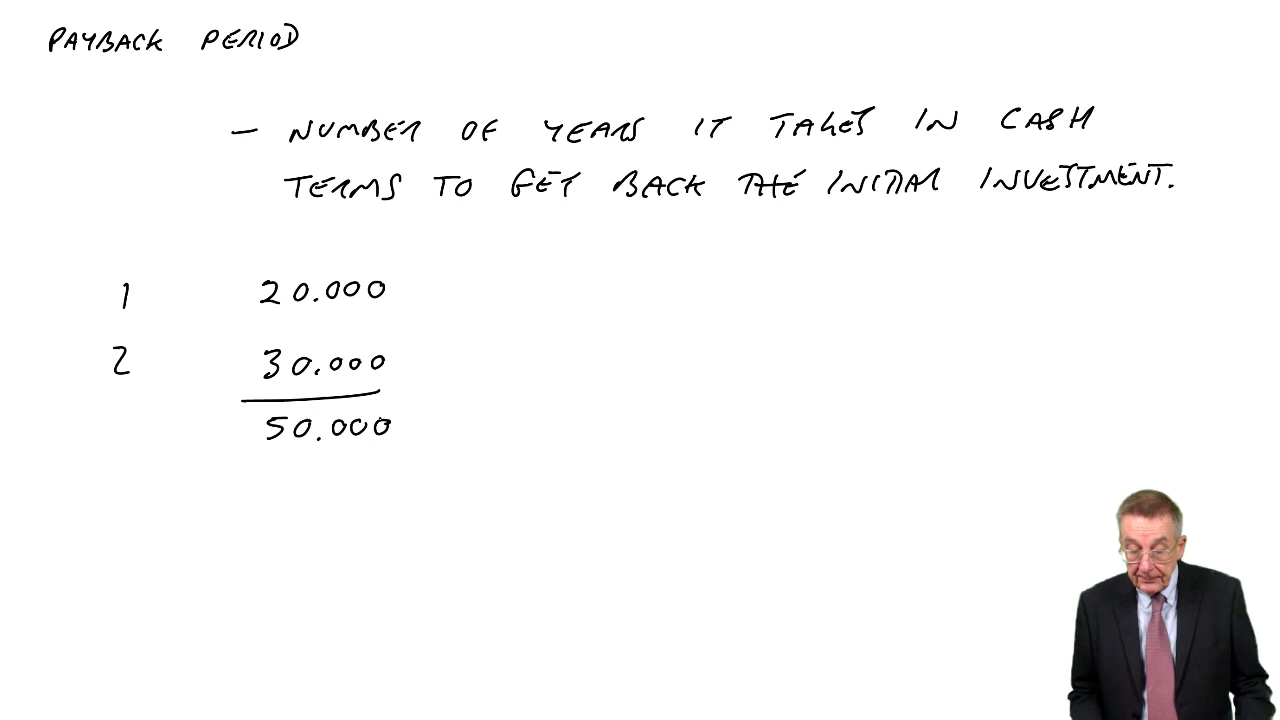 PAYBACK PERIOD
- NUMBER OF YEARS IT TAKES IN CASH
TERMS TO GET BACK THE INITIAL INVESTMENT.
1 20.000
2 30.000
50.000